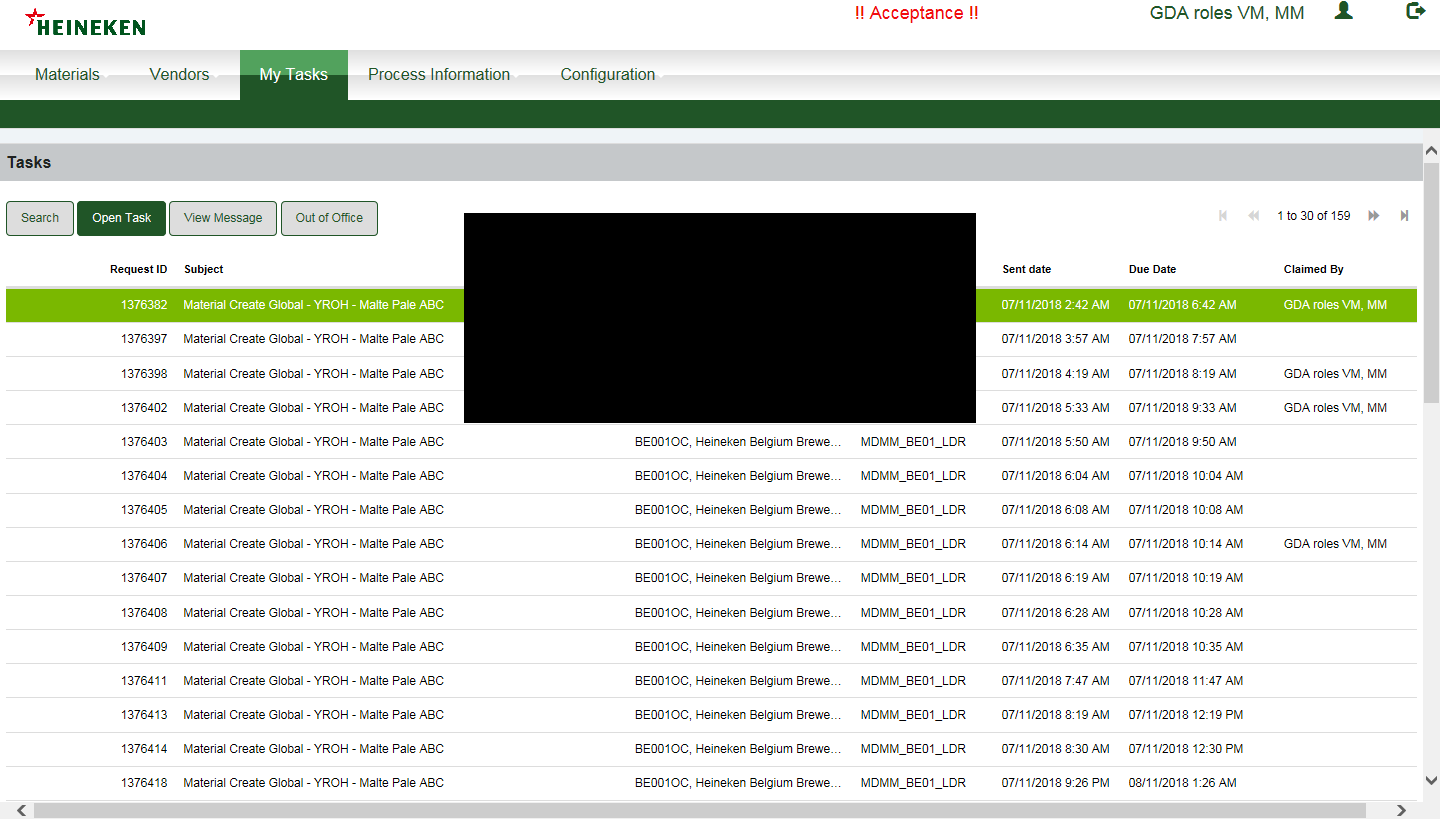 HEINEKEN !! Acceptance !! GDA roles VM, MM
Materials Vendors My Tasks Process Information Configuration
Tasks
Search Open Task View Message Out of Office 1 to 30 of 159
Request ID Subject Sent date Due Date Claimed By
1376382 Material Create Global - YROH - Malte Pale ABC 07/11/2018 2:42 AM 07/11/2018 6:42 AM GDA roles VM, MM
1376397 Material Create Global - YROH - Malte Pale ABC 07/11/2018 3:57 AM 07/11/2018 7:57 AM
1376398 Material Create Global - YROH - Malte Pale ABC 07/11/2018 4:19 AM 07/11/2018 8:19 AM GDA roles VM, MM
1376402 Material Create Global - YROH - Malte Pale ABC 07/11/2018 5:33 AM 07/11/2018 9:33 AM GDA roles VM, MM
1376403 Material Create Global - YROH - Malte Pale ABC BE001OC, Heineken Belgium Brewe... MDMM_BE01_LDR 07/11/2018 5:50 AM 07/11/2018 9:50 AM
1376404 Material Create Global - YROH - Malte Pale ABC BE001OC, Heineken Belgium Brewe... MDMM_BE01_LDR 07/11/2018 6:04 AM 07/11/2018 10:04 AM
1376405 Material Create Global - YROH - Malte Pale ABC BE001OC, Heineken Belgium Brewe... MDMM_BE01_LDR 07/11/2018 6:08 AM 07/11/2018 10:08 AM
1376406 Material Create Global - YROH - Malte Pale ABC BE001OC, Heineken Belgium Brewe... MDMM_BE01_LDR 07/11/2018 6:14 AM 07/11/2018 10:14 AM GDA roles VM, MM
1376407 Material Create Global - YROH - Malte Pale ABC BE001OC, Heineken Belgium Brewe... MDMM_BE01_LDR 07/11/2018 6:19 AM 07/11/2018 10:19 AM
1376408 Material Create Global - YROH - Malte Pale ABC BE001OC, Heineken Belgium Brewe... MDMM_BE01_LDR 07/11/2018 6:28 AM 07/11/2018 10:28 AM
1376409 Material Create Global - YROH - Malte Pale ABC BE001OC, Heineken Belgium Brewe... MDMM_BE01_LDR 07/11/2018 6:35 AM 07/11/2018 10:35 AM
1376411 Material Create Global - YROH - Malte Pale ABC BE001OC, Heineken Belgium Brewe... MDMM_BE01_LDR 07/11/2018 7:47 AM 07/11/2018 11:47 AM
1376413 Material Create Global - YROH - Malte Pale ABC BE001OC, Heineken Belgium Brewe... MDMM_BE01_LDR 07/11/2018 8:19 AM 07/11/2018 12:19 PM
1376414 Material Create Global - YROH - Malte Pale ABC BE001OC, Heineken Belgium Brewe... MDMM_BE01_LDR 07/11/2018 8:30 AM 07/11/2018 12:30 PM
1376418 Material Create Global - YROH - Malte Pale ABC BE001OC, Heineken Belgium Brewe... MDMM_BE01_LDR 07/11/2018 9:26 PM 08/11/2018 1:26 AM